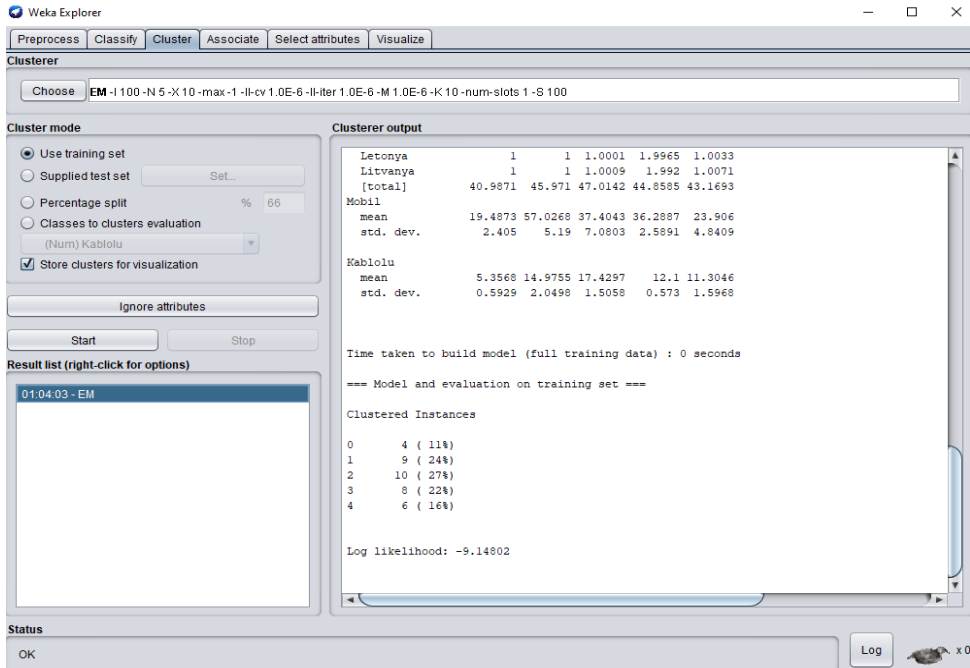 Weka Explorer
Preprocess Classify Cluster Associate Select attributes Visualize
Clusterer
Choose EM -I 100 -N 5 -X 10 -max -1 -ll-cv 1.0E-6 -ll-iter 1.0E-6 -M 1.0E-6 -K 10 -num-slots 1 -S 100
Cluster mode
Use training set
Supplied test set Set...
Percentage split % 66
Classes to clusters evaluation
(Num) Kablolu
Store clusters for visualization
Ignore attributes
Start Stop
Result list (right-click for options)
01:04:03 - EM
Clusterer output
Letonya 1 1 1.0001 1.9965 1.0033
Litvanya 1 1 1.0009 1.992 1.0071
[total] 40.9871 45.971 47.0142 44.8585 43.1693
Mobil
mean 19.4873 57.0268 37.4043 36.2887 23.906
std. dev. 2.405 5.19 7.0803 2.5891 4.8409
Kablolu
mean 5.3568 14.9755 17.4297 12.1 11.3046
std. dev. 0.5929 2.0498 1.5058 0.573 1.5968
Time taken to build model (full training data) : 0 seconds
=== Model and evaluation on training set ===
Clustered Instances
0 4 ( 11%)
1 9 ( 24%)
2 10 ( 27%)
3 8 ( 22%)
4 6 ( 16%)
Log likelihood: -9.14802
Status
OK
Log x 0